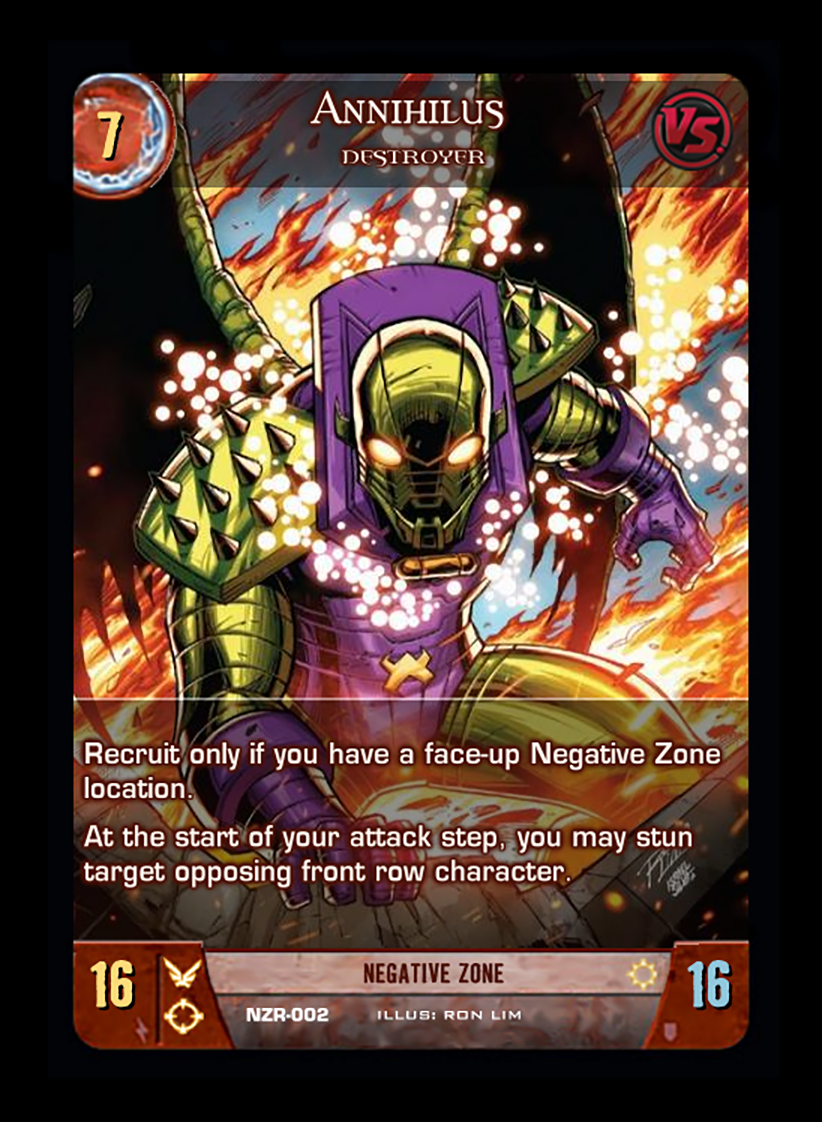 7
Annihilus
VS.
Destroyer
Recruit only if you have a face-up Negative Zone
location.
At the start of your attack step, you may stun
target opposing front row character.
16
NEGATIVE ZONE
16
NZR-002 ILLUS: RON LIM